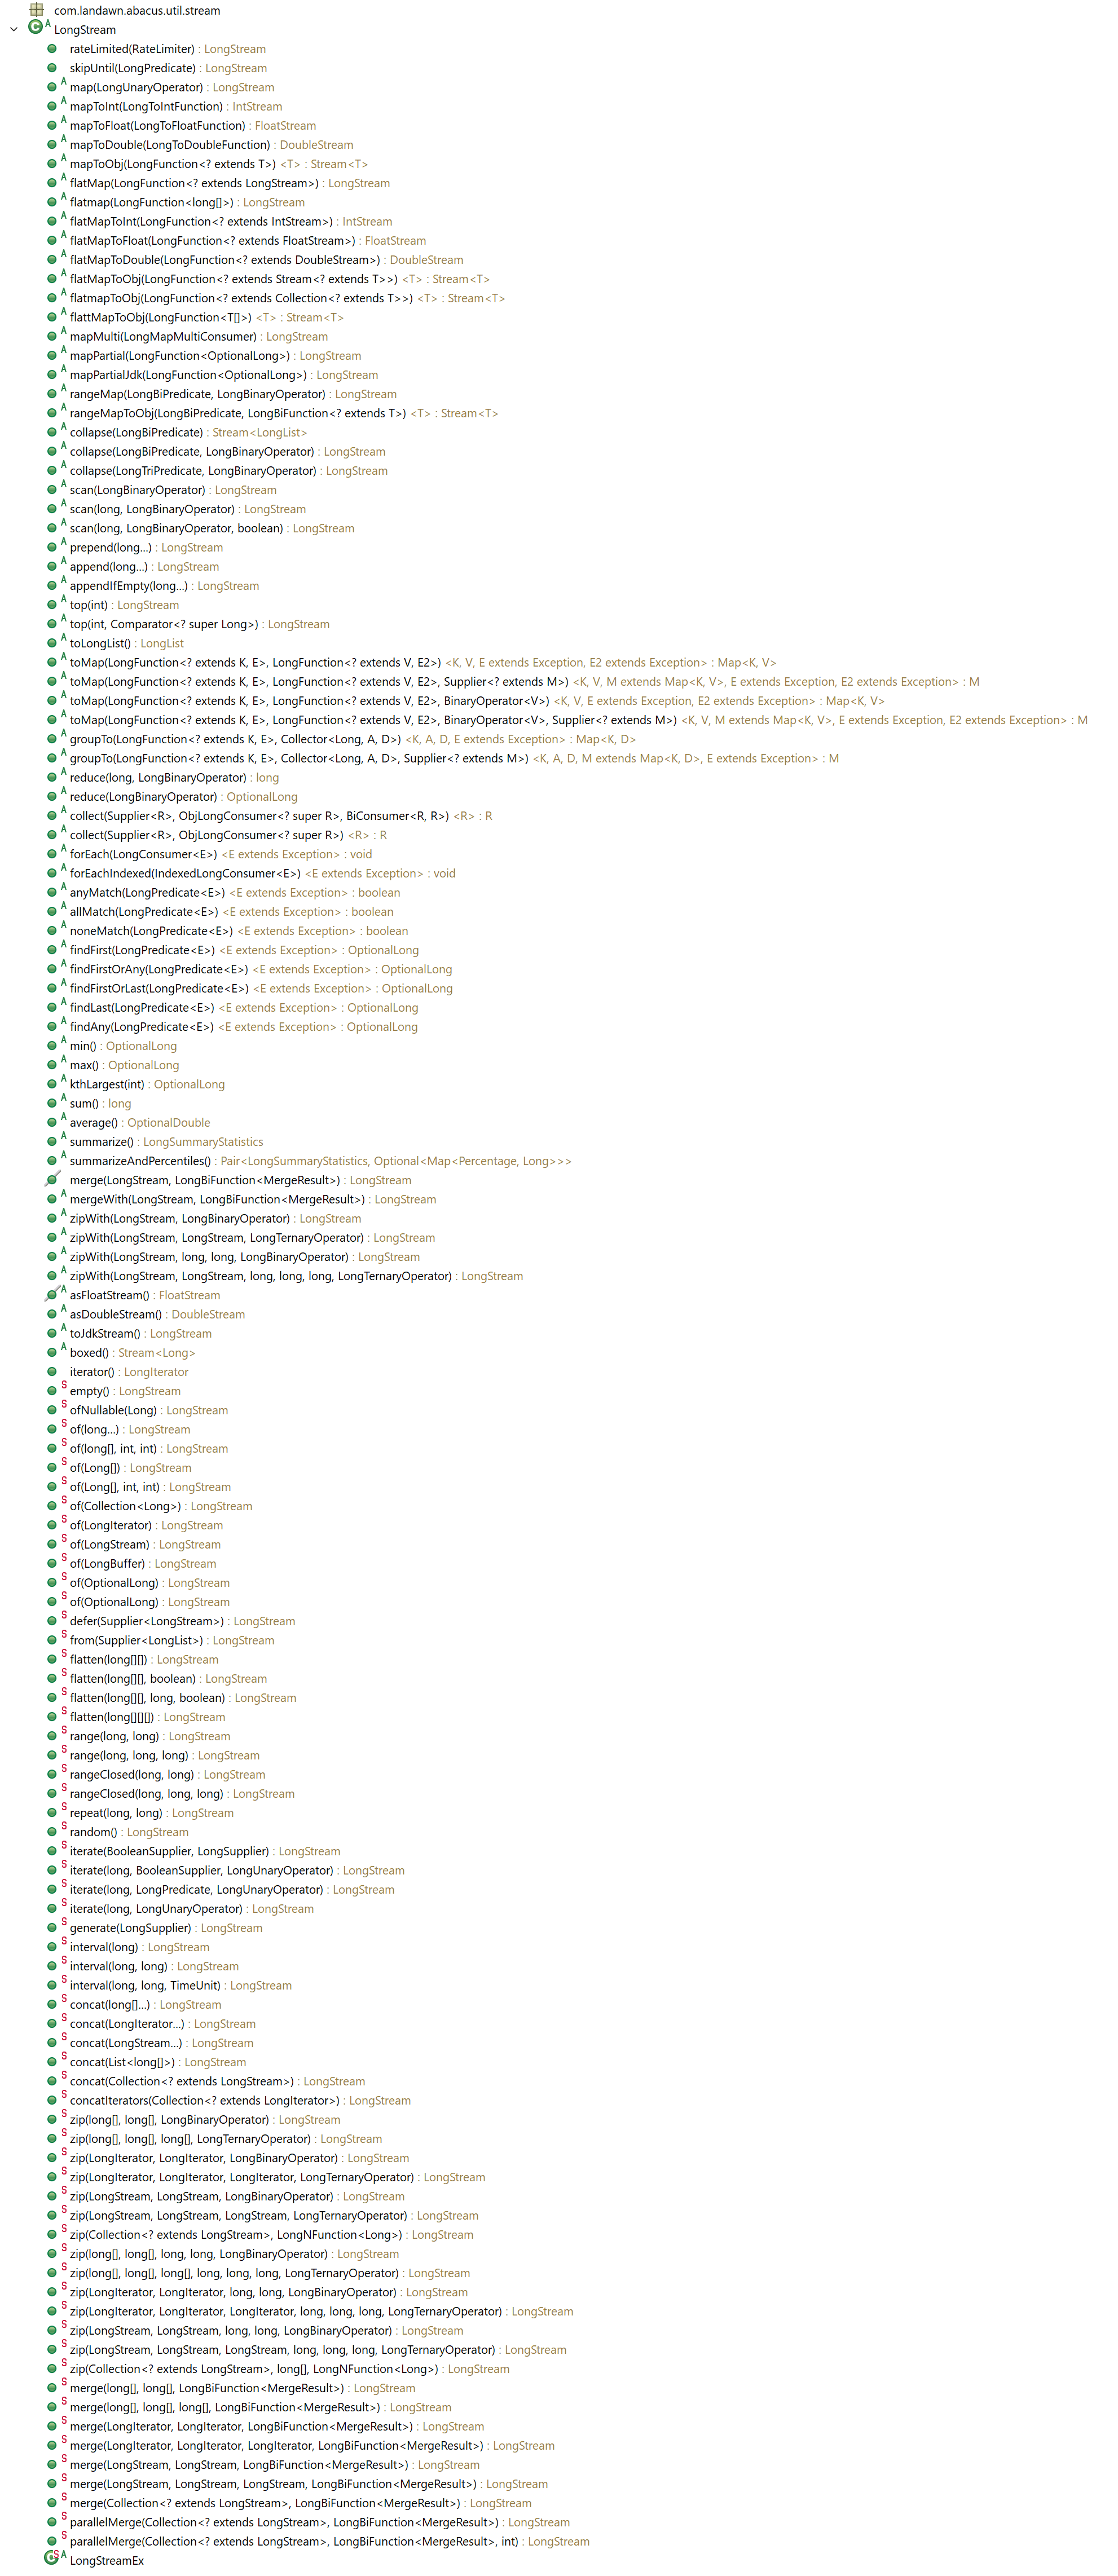 com.landawn.abacus.util.stream
LongStream
rateLimited(RateLimiter) : LongStream
skipUntil(LongPredicate) : LongStream
map(LongUnaryOperator) : LongStream
mapToInt(LongToIntFunction) : IntStream
mapToFloat(LongToFloatFunction) : FloatStream
mapToDouble(LongToDoubleFunction) : DoubleStream
mapToObj(LongFunction<? extends T>) <T> : Stream<T>
flatMap(LongFunction<? extends LongStream>) : LongStream
flatmap(LongFunction<long[]>) : LongStream
flatMapToInt(LongFunction<? extends IntStream>) : IntStream
flatMapToFloat(LongFunction<? extends FloatStream>) : FloatStream
flatMapToDouble(LongFunction<? extends DoubleStream>) : DoubleStream
flatMapToObj(LongFunction<? extends Stream<? extends T>>) <T> : Stream<T>
flatmapToObj(LongFunction<? extends Collection<? extends T>>) <T> : Stream<T>
flattMapToObj(LongFunction<T[]>) <T> : Stream<T>
mapMulti(LongMapMultiConsumer) : LongStream
mapPartial(LongFunction<OptionalLong>) : LongStream
mapPartialJdk(LongFunction<OptionalLong>) : LongStream
rangeMap(LongBiPredicate, LongBinaryOperator) : LongStream
rangeMapToObj(LongBiPredicate, LongBiFunction<? extends T>) <T> : Stream<T>
collapse(LongBiPredicate) : Stream<LongList>
collapse(LongBiPredicate, LongBinaryOperator) : LongStream
collapse(LongTriPredicate, LongBinaryOperator) : LongStream
scan(LongBinaryOperator) : LongStream
scan(long, LongBinaryOperator) : LongStream
scan(long, LongBinaryOperator, boolean) : LongStream
prepend(long...) : LongStream
append(long...) : LongStream
appendIfEmpty(long...) : LongStream
top(int) : LongStream
top(int, Comparator<? super Long>) : LongStream
toLongList() : LongList
toMap(LongFunction<? extends K, E>, LongFunction<? extends V, E2>) <K, V, E extends Exception, E2 extends Exception> : Map<K, V>
toMap(LongFunction<? extends K, E>, LongFunction<? extends V, E2>, Supplier<? extends M>) <K, V, M extends Map<K, V>, E extends Exception, E2 extends Exception> : M
toMap(LongFunction<? extends K, E>, LongFunction<? extends V, E2>, BinaryOperator<V>) <K, V, E extends Exception, E2 extends Exception> : Map<K, V>
toMap(LongFunction<? extends K, E>, LongFunction<? extends V, E2>, BinaryOperator<V>, Supplier<? extends M>) <K, V, M extends Map<K, V>, E extends Exception, E2 extends Exception> : M
groupTo(LongFunction<? extends K, E>, Collector<Long, A, D>) <K, A, D, E extends Exception> : Map<K, D>
groupTo(LongFunction<? extends K, E>, Collector<Long, A, D>, Supplier<? extends M>) <K, A, D, M extends Map<K, D>, E extends Exception> : M
reduce(long, LongBinaryOperator) : long
reduce(LongBinaryOperator) : OptionalLong
collect(Supplier<R>, ObjLongConsumer<? super R>, BiConsumer<R, R>) <R> : R
collect(Supplier<R>, ObjLongConsumer<? super R>) <R> : R
forEach(LongConsumer<E>) <E extends Exception> : void
forEachIndexed(IndexedLongConsumer<E>) <E extends Exception> : void
anyMatch(LongPredicate<E>) <E extends Exception> : boolean
allMatch(LongPredicate<E>) <E extends Exception> : boolean
noneMatch(LongPredicate<E>) <E extends Exception> : boolean
findFirst(LongPredicate<E>) <E extends Exception> : OptionalLong
findFirstOrAny(LongPredicate<E>) <E extends Exception> : OptionalLong
findFirstOrLast(LongPredicate<E>) <E extends Exception> : OptionalLong
findLast(LongPredicate<E>) <E extends Exception> : OptionalLong
findAny(LongPredicate<E>) <E extends Exception> : OptionalLong
min() : OptionalLong
max() : OptionalLong
kthLargest(int) : OptionalLong
sum() : long
average() : OptionalDouble
summarize() : LongSummaryStatistics
summarizeAndPercentiles() : Pair<LongSummaryStatistics, Optional<Map<Percentage, Long>>>
merge(LongStream, LongBiFunction<MergeResult>) : LongStream
mergeWith(LongStream, LongBiFunction<MergeResult>) : LongStream
zipWith(LongStream, LongBinaryOperator) : LongStream
zipWith(LongStream, LongStream, LongTernaryOperator) : LongStream
zipWith(LongStream, long, long, LongBinaryOperator) : LongStream
zipWith(LongStream, LongStream, long, long, long, LongTernaryOperator) : LongStream
asFloatStream() : FloatStream
asDoubleStream() : DoubleStream
toJdkStream() : LongStream
boxed() : Stream<Long>
iterator() : LongIterator
empty() : LongStream
ofNullable(Long) : LongStream
of(long...) : LongStream
of(long[], int, int) : LongStream
of(Long[]) : LongStream
of(Long[], int, int) : LongStream
of(Collection<Long>) : LongStream
of(LongIterator) : LongStream
of(LongStream) : LongStream
of(LongBuffer) : LongStream
of(OptionalLong) : LongStream
of(OptionalLong) : LongStream
defer(Supplier<LongStream>) : LongStream
from(Supplier<LongList>) : LongStream
flatten(long[][]) : LongStream
flatten(long[][], boolean) : LongStream
flatten(long[][], long, boolean) : LongStream
flatten(long[][][]) : LongStream
range(long, long) : LongStream
range(long, long, long) : LongStream
rangeClosed(long, long) : LongStream
rangeClosed(long, long, long) : LongStream
repeat(long, long) : LongStream
random() : LongStream
iterate(BooleanSupplier, LongSupplier) : LongStream
iterate(long, BooleanSupplier, LongUnaryOperator) : LongStream
iterate(long, LongPredicate, LongUnaryOperator) : LongStream
iterate(long, LongUnaryOperator) : LongStream
generate(LongSupplier) : LongStream
interval(long) : LongStream
interval(long, long) : LongStream
interval(long, long, TimeUnit) : LongStream
concat(long[]...) : LongStream
concat(LongIterator...) : LongStream
concat(LongStream...) : LongStream
concat(List<long[]>) : LongStream
concat(Collection<? extends LongStream>) : LongStream
concatIterators(Collection<? extends LongIterator>) : LongStream
zip(long[], long[], LongBinaryOperator) : LongStream
zip(long[], long[], long[], LongTernaryOperator) : LongStream
zip(LongIterator, LongIterator, LongBinaryOperator) : LongStream
zip(LongIterator, LongIterator, LongIterator, LongTernaryOperator) : LongStream
zip(LongStream, LongStream, LongBinaryOperator) : LongStream
zip(LongStream, LongStream, LongStream, LongTernaryOperator) : LongStream
zip(Collection<? extends LongStream>, LongNFunction<Long>) : LongStream
zip(long[], long[], long, long, LongBinaryOperator) : LongStream
zip(long[], long[], long[], long, long, long, LongTernaryOperator) : LongStream
zip(LongIterator, LongIterator, long, long, LongBinaryOperator) : LongStream
zip(LongIterator, LongIterator, LongIterator, long, long, long, LongTernaryOperator) : LongStream
zip(LongStream, LongStream, long, long, LongBinaryOperator) : LongStream
zip(LongStream, LongStream, LongStream, long, long, long, LongTernaryOperator) : LongStream
zip(Collection<? extends LongStream>, long[], LongNFunction<Long>) : LongStream
merge(long[], long[], LongBiFunction<MergeResult>) : LongStream
merge(long[], long[], long[], LongBiFunction<MergeResult>) : LongStream
merge(LongIterator, LongIterator, LongBiFunction<MergeResult>) : LongStream
merge(LongIterator, LongIterator, LongIterator, LongBiFunction<MergeResult>) : LongStream
merge(LongStream, LongStream, LongBiFunction<MergeResult>) : LongStream
merge(LongStream, LongStream, LongStream, LongBiFunction<MergeResult>) : LongStream
merge(Collection<? extends LongStream>, LongBiFunction<MergeResult>) : LongStream
parallelMerge(Collection<? extends LongStream>, LongBiFunction<MergeResult>) : LongStream
parallelMerge(Collection<? extends LongStream>, LongBiFunction<MergeResult>, int) : LongStream
LongStreamEx